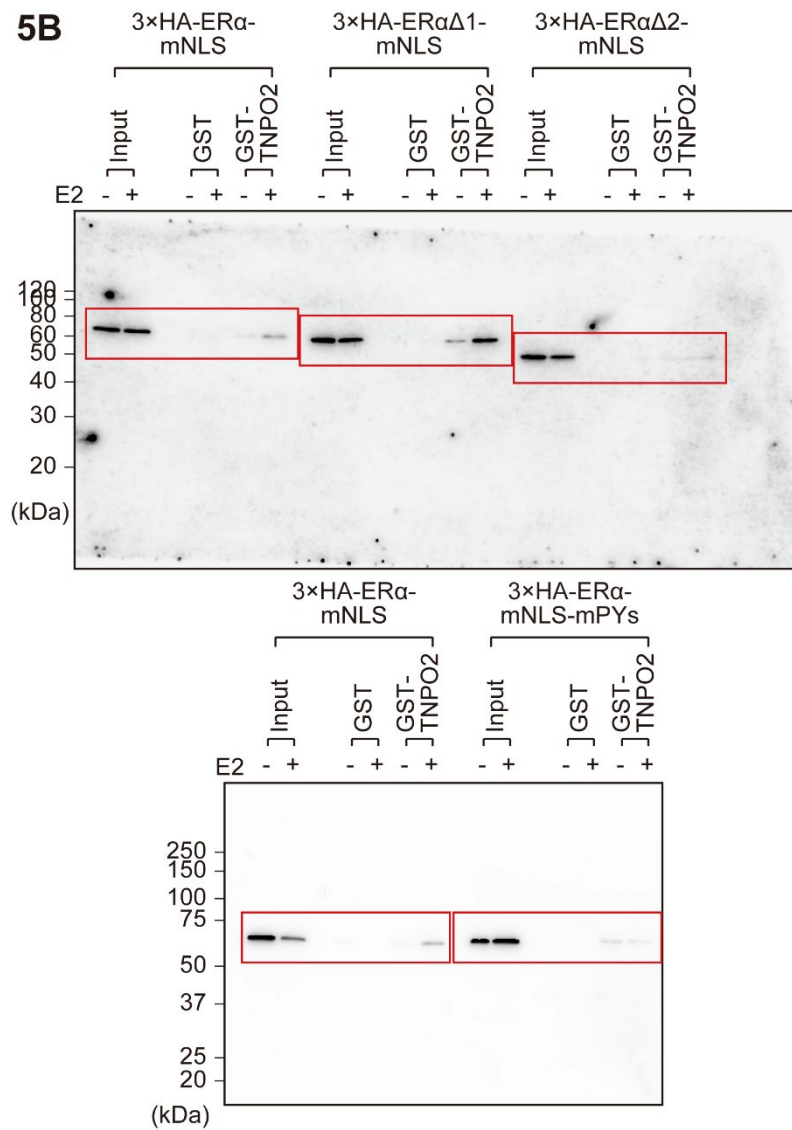 5B
3×HA-ERα-
mNLS
3×HA-ERαΔ1-
mNLS
3×HA-ERαΔ2-
mNLS
]Input
]GST
GST-
]TNPO2
]Input
]GST
GST-
]TNPO2
]Input
]GST
GST-
]TNPO2
E2 - + - + - + - + - + - + - + - + - +
120
100
80
60
50
40
30
20
(kDa)
3×HA-ERα-
mNLS
3×HA-ERα-
mNLS-mPYs
]Input
]GST
GST-
]TNPO2
]Input
]GST
GST-
]TNPO2
E2 - + - + - + - + - + - +
250
150
100
75
50
37
25
20
(kDa)